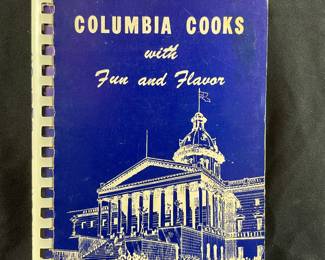 COLUMBIA COOKS
with
Fun and Flavor